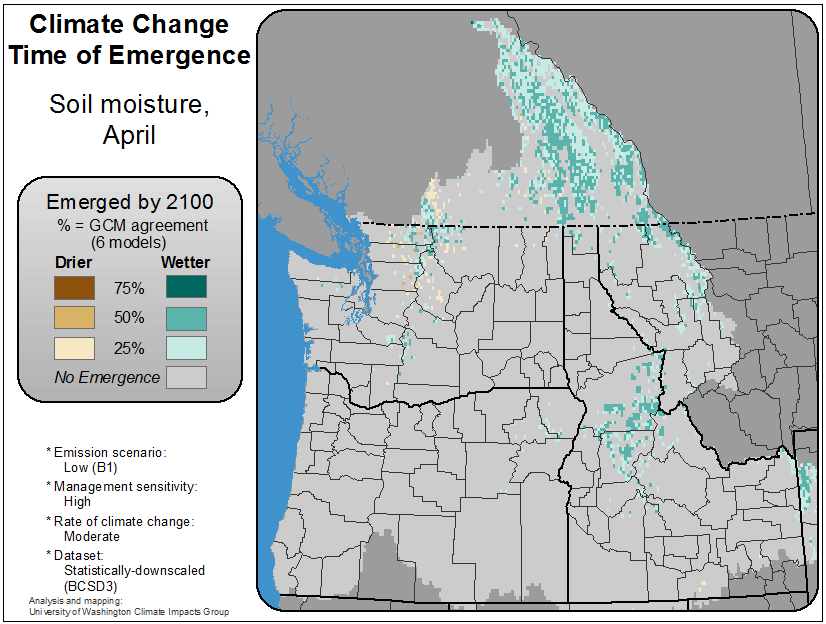 Climate Change
Time of Emergence
Soil moisture,
April
Emerged by 2100
% = GCM agreement
(6 models)
Drier Wetter
75%
50%
25%
No Emergence
* Emission scenario:
Low (B1)
* Management sensitivity:
High
* Rate of climate change:
Moderate
* Dataset:
Statistically-downscaled
(BCSD3)
Analysis and mapping:
University of Washington Climate Impacts Group